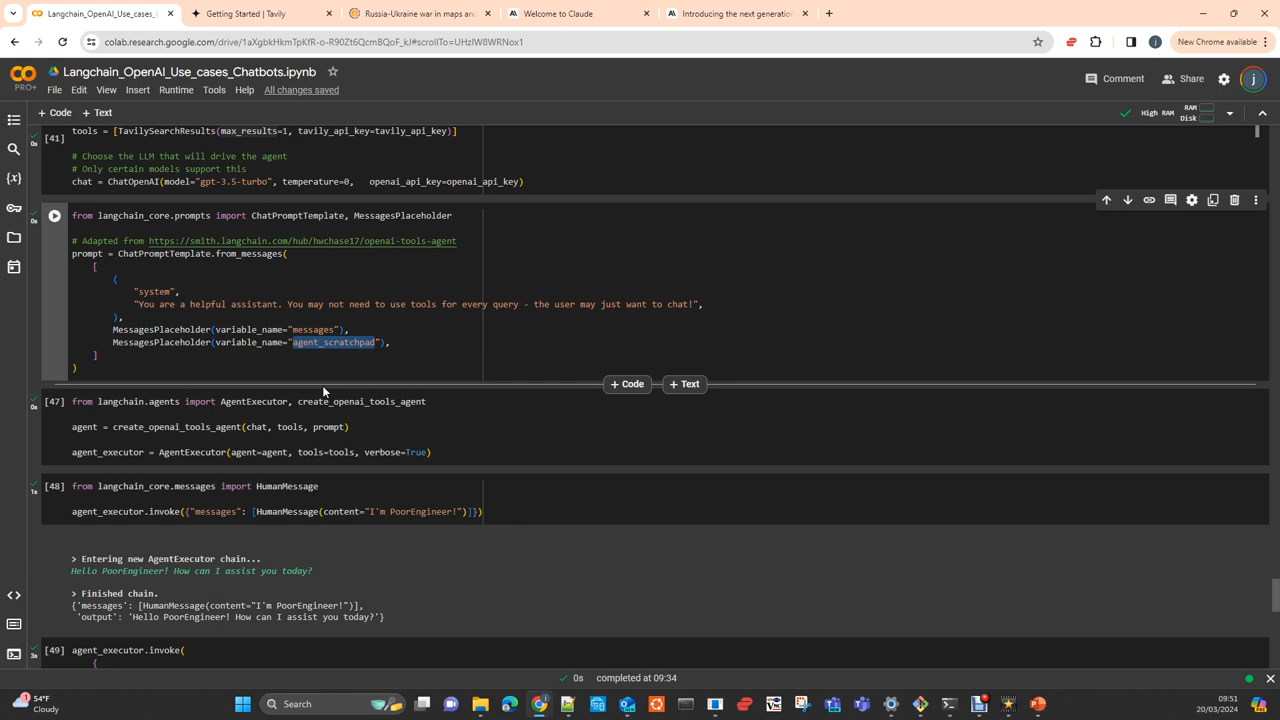 Langchain_OpenAI_Use_cases_C
Getting Started | Tavily
Russia-Ukraine war in maps an
Welcome to Claude
Introducing the next generation
colab.research.google.com/drive/1aXgbkHkmTpKfR-o-R90Zt6QcmBQoF_kJ#scrollTo=UHzIW8WRNox1
New Chrome available
CO
PRO+
Langchain_OpenAI_Use_cases_Chatbots.ipynb
Comment
Share
j
File Edit View Insert Runtime Tools Help All changes saved
+ Code + Text
High RAM
RAM
Disk
[41]
0s
tools = [TavilySearchResults(max_results=1, tavily_api_key=tavily_api_key)]
# Choose the LLM that will drive the agent
# Only certain models support this
chat = ChatOpenAI(model="gpt-3.5-turbo", temperature=0, openai_api_key=openai_api_key)
0s
from langchain_core.prompts import ChatPromptTemplate, MessagesPlaceholder
# Adapted from https://smith.langchain.com/hub/hwchase17/openai-tools-agent
prompt = ChatPromptTemplate.from_messages(
[
(
"system",
"You are a helpful assistant. You may not need to use tools for every query - the user may just want to chat!",
),
MessagesPlaceholder(variable_name="messages"),
MessagesPlaceholder(variable_name="agent_scratchpad"),
]
)
+ Code + Text
[47] from langchain.agents import AgentExecutor, create_openai_tools_agent
0s
agent = create_openai_tools_agent(chat, tools, prompt)
agent_executor = AgentExecutor(agent=agent, tools=tools, verbose=True)
[48] from langchain_core.messages import HumanMessage
1s
agent_executor.invoke({"messages": [HumanMessage(content="I'm PoorEngineer!")]})
> Entering new AgentExecutor chain...
Hello PoorEngineer! How can I assist you today?
> Finished chain.
{'messages': [HumanMessage(content="I'm PoorEngineer!")],
'output': 'Hello PoorEngineer! How can I assist you today?'}
[49] agent_executor.invoke(
3s
{
0s completed at 09:34
1
54°F
Cloudy
Search
09:51
20/03/2024